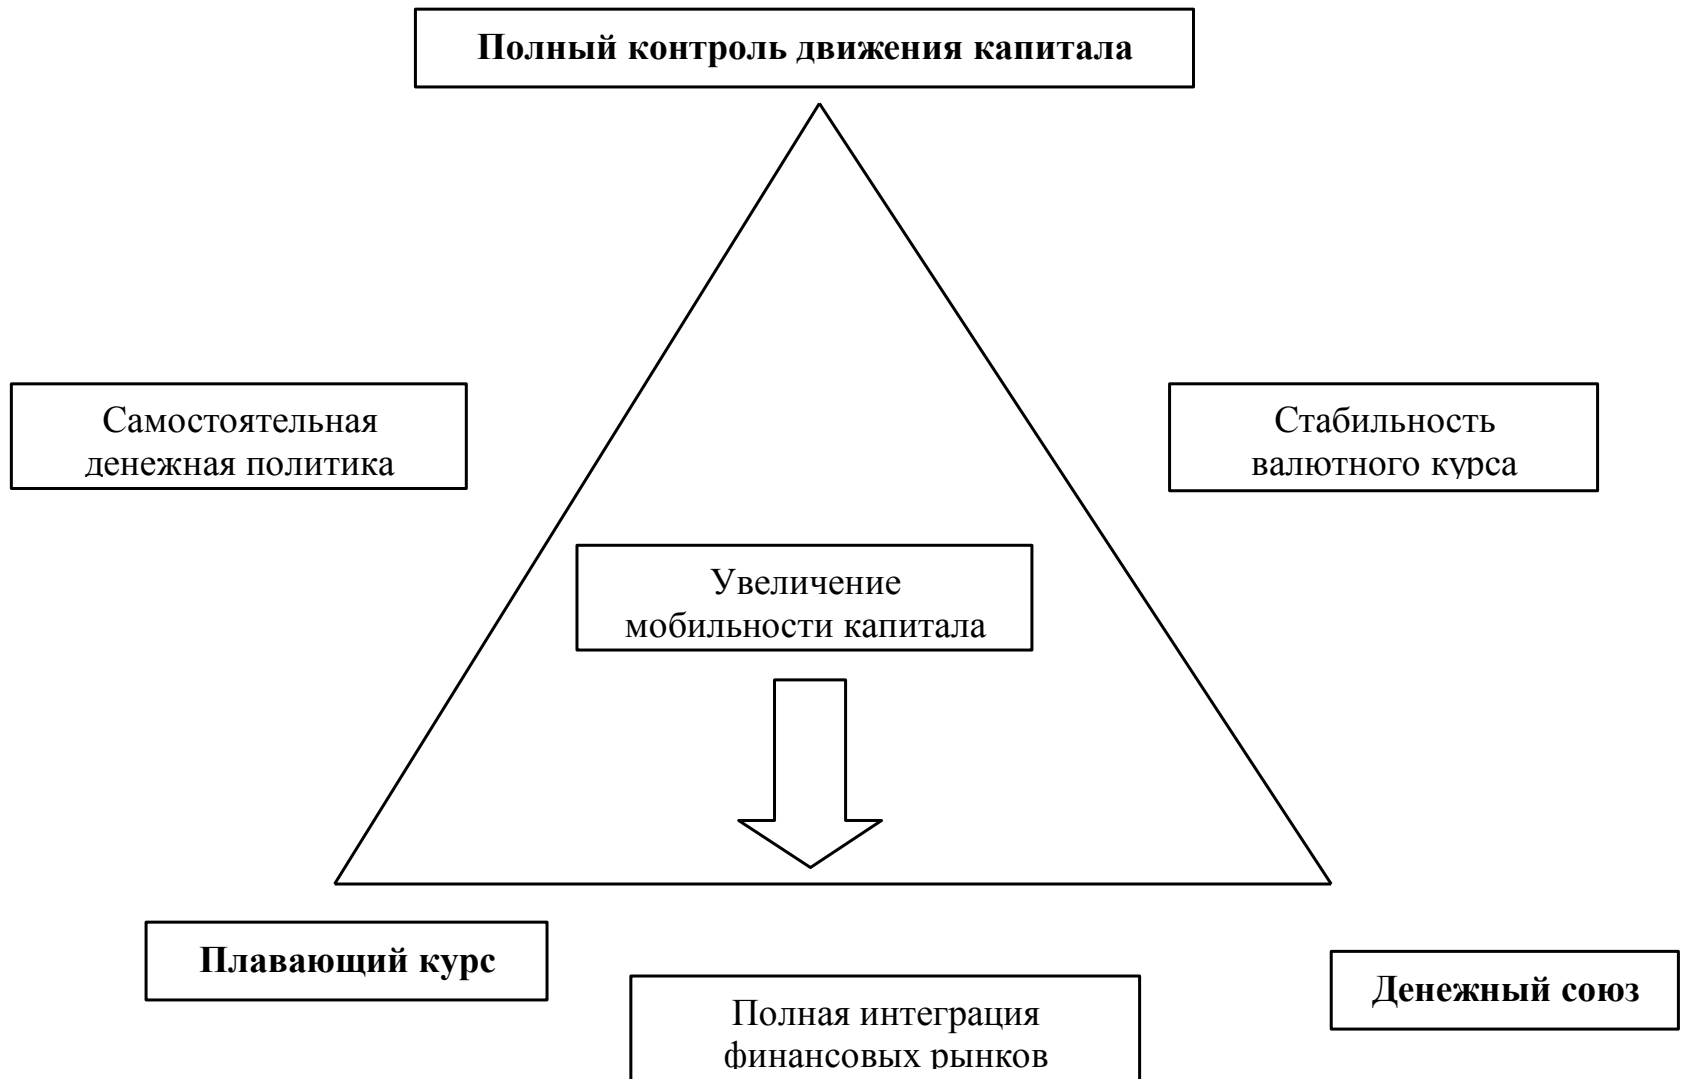 Полный контроль движения капитала
Самостоятельная
денежная политика
Стабильность
валютного курса
Увеличение
мобильности капитала
Плавающий курс
Денежный союз
Полная интеграция
финансовых рынков